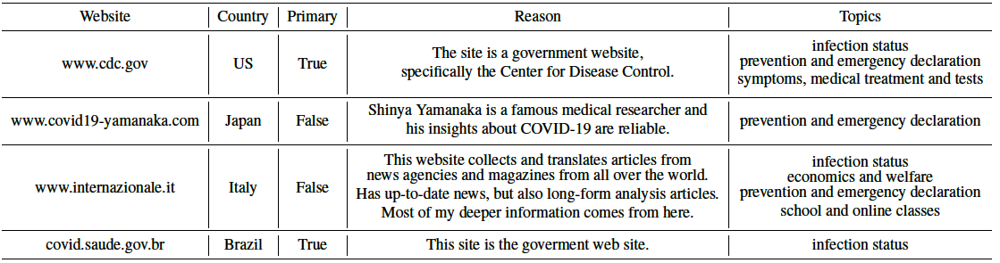 Website Country Primary Reason Topics
www.cdc.gov US True The site is a government website,
specifically the Center for Disease Control. infection status
prevention and emergency declaration
symptoms, medical treatment and tests
www.covid19-yamanaka.com Japan False Shinya Yamanaka is a famous medical researcher and
his insights about COVID-19 are reliable. prevention and emergency declaration
www.internazionale.it Italy False This website collects and translates articles from
news agencies and magazines from all over the world.
Has up-to-date news, but also long-form analysis articles.
Most of my deeper information comes from here. infection status
economics and welfare
prevention and emergency declaration
school and online classes
covid.saude.gov.br Brazil True This site is the goverment web site. infection status